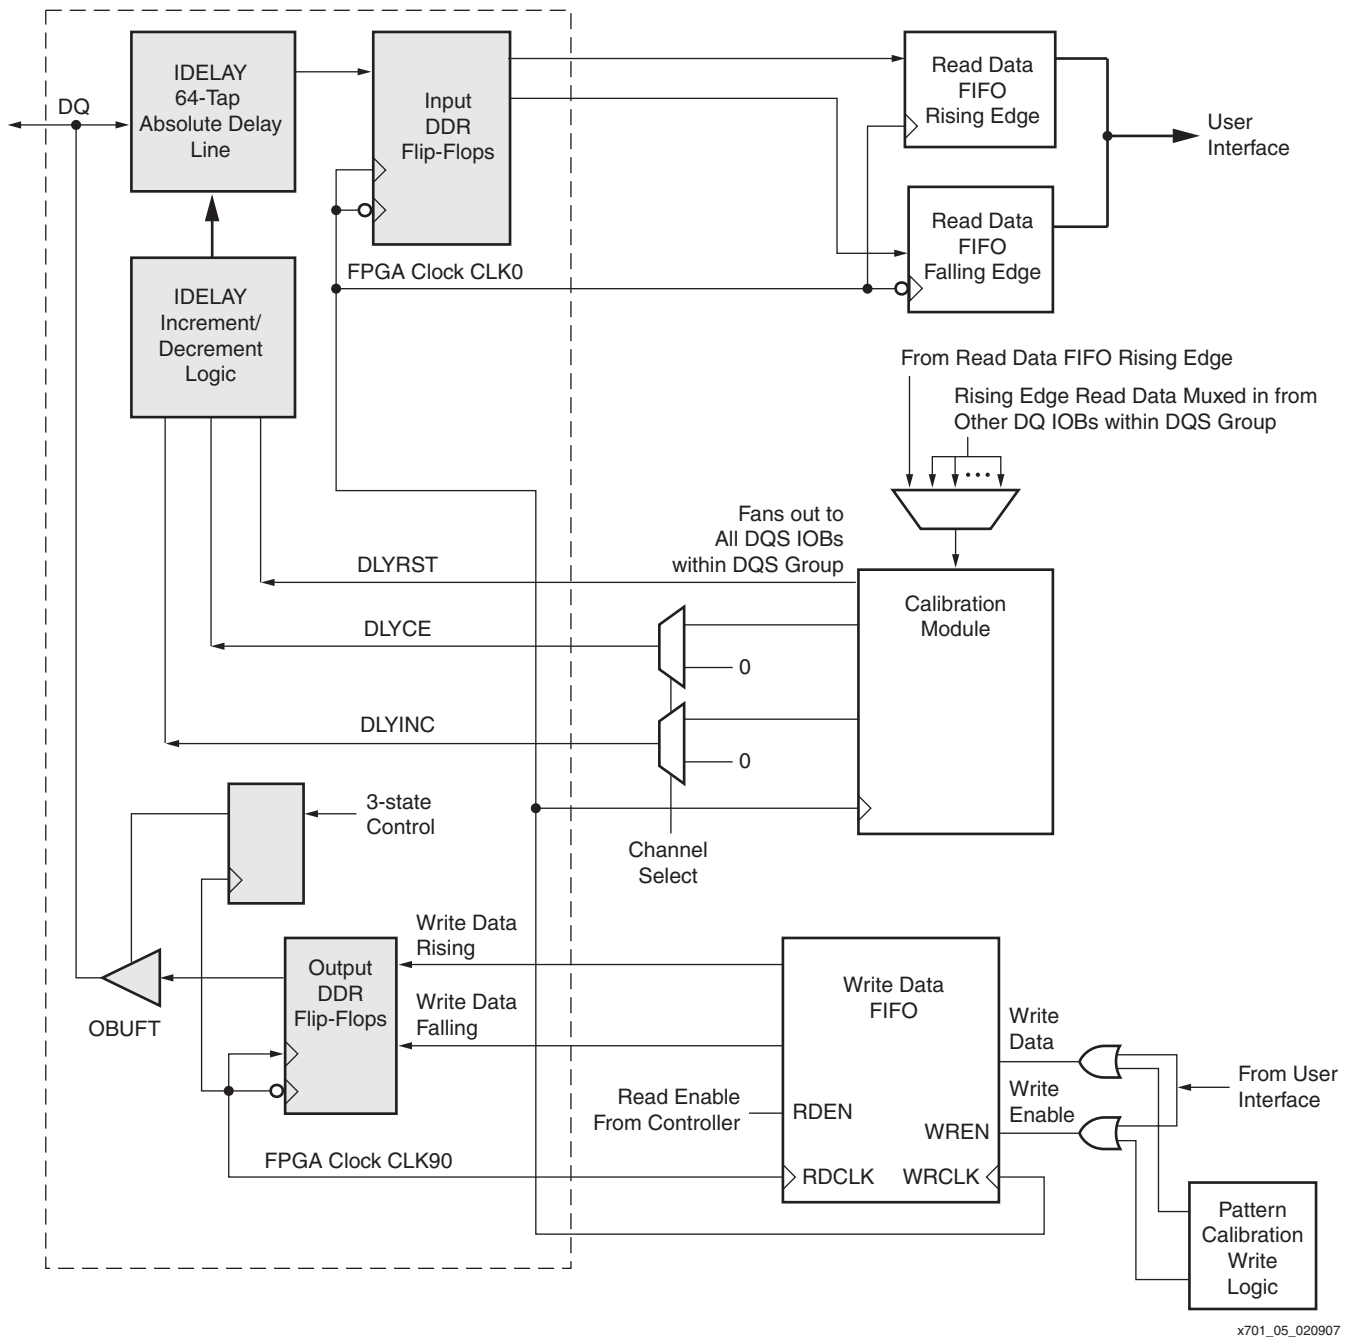 DQ
IDELAY
64-Tap
Absolute Delay
Line
Input
DDR
Flip-Flops
Read Data
FIFO
Rising Edge
User
Interface
Read Data
FIFO
Falling Edge
FPGA Clock CLK0
IDELAY
Increment/
Decrement
Logic
From Read Data FIFO Rising Edge
Rising Edge Read Data Muxed in from
Other DQ IOBs within DQS Group
Fans out to
All DQS IOBs
within DQS Group
DLYRST
Calibration
Module
DLYCE
0
DLYINC
0
3-state
Control
Channel
Select
Write Data
Rising
Output
DDR
Flip-Flops
Write Data
Falling
OBUFT
Write Data
FIFO
Write
Data
Write
Enable
From User
Interface
Read Enable
From Controller
RDEN
WREN
FPGA Clock CLK90
RDCLK
WRCLK
Pattern
Calibration
Write
Logic
x701_05_020907